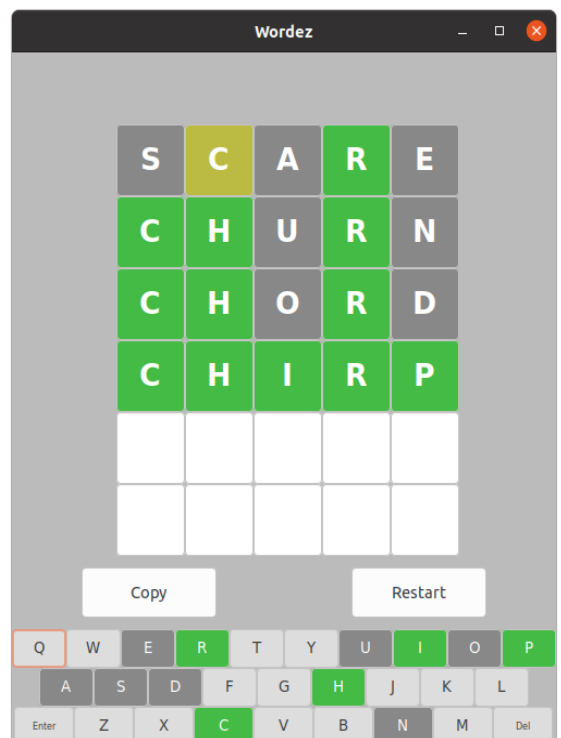 Wordez
S C A R E
C H U R N
C H O R D
C H I R P
Copy Restart
Q W E R T Y U I O P
A S D F G H J K L
Enter Z X C V B N M Del